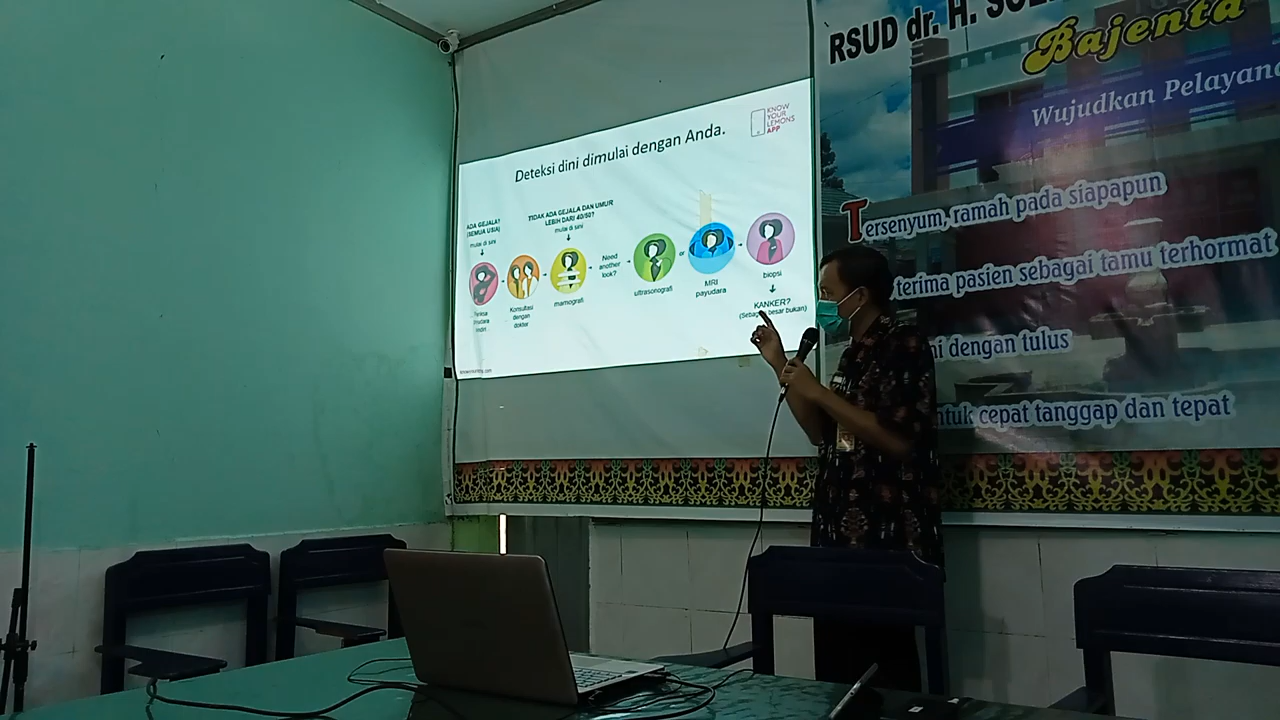 RSUD dr. H.
Bajenta
Wujudkan Pelayana
Tersenyum, ramah pada siapapun
terima pasien sebagai tamu terhormat
ni dengan tulus
ntuk cepat tanggap dan tepat
KNOW
YOUR
LEMONS
APP
Deteksi dini dimulai dengan Anda.
ADA GEJALA?
(SEMUA USIA)
mulai di sini
TIDAK ADA GEJALA DAN UMUR
LEBIH DARI 40/50?
mulai di sini
Konsultasi
dengan
dokter
mamografi
Need
another
look?
ultrasonografi
or
MRI
payudara
biopsi
KANKER?
(Sebagian besar bukan)